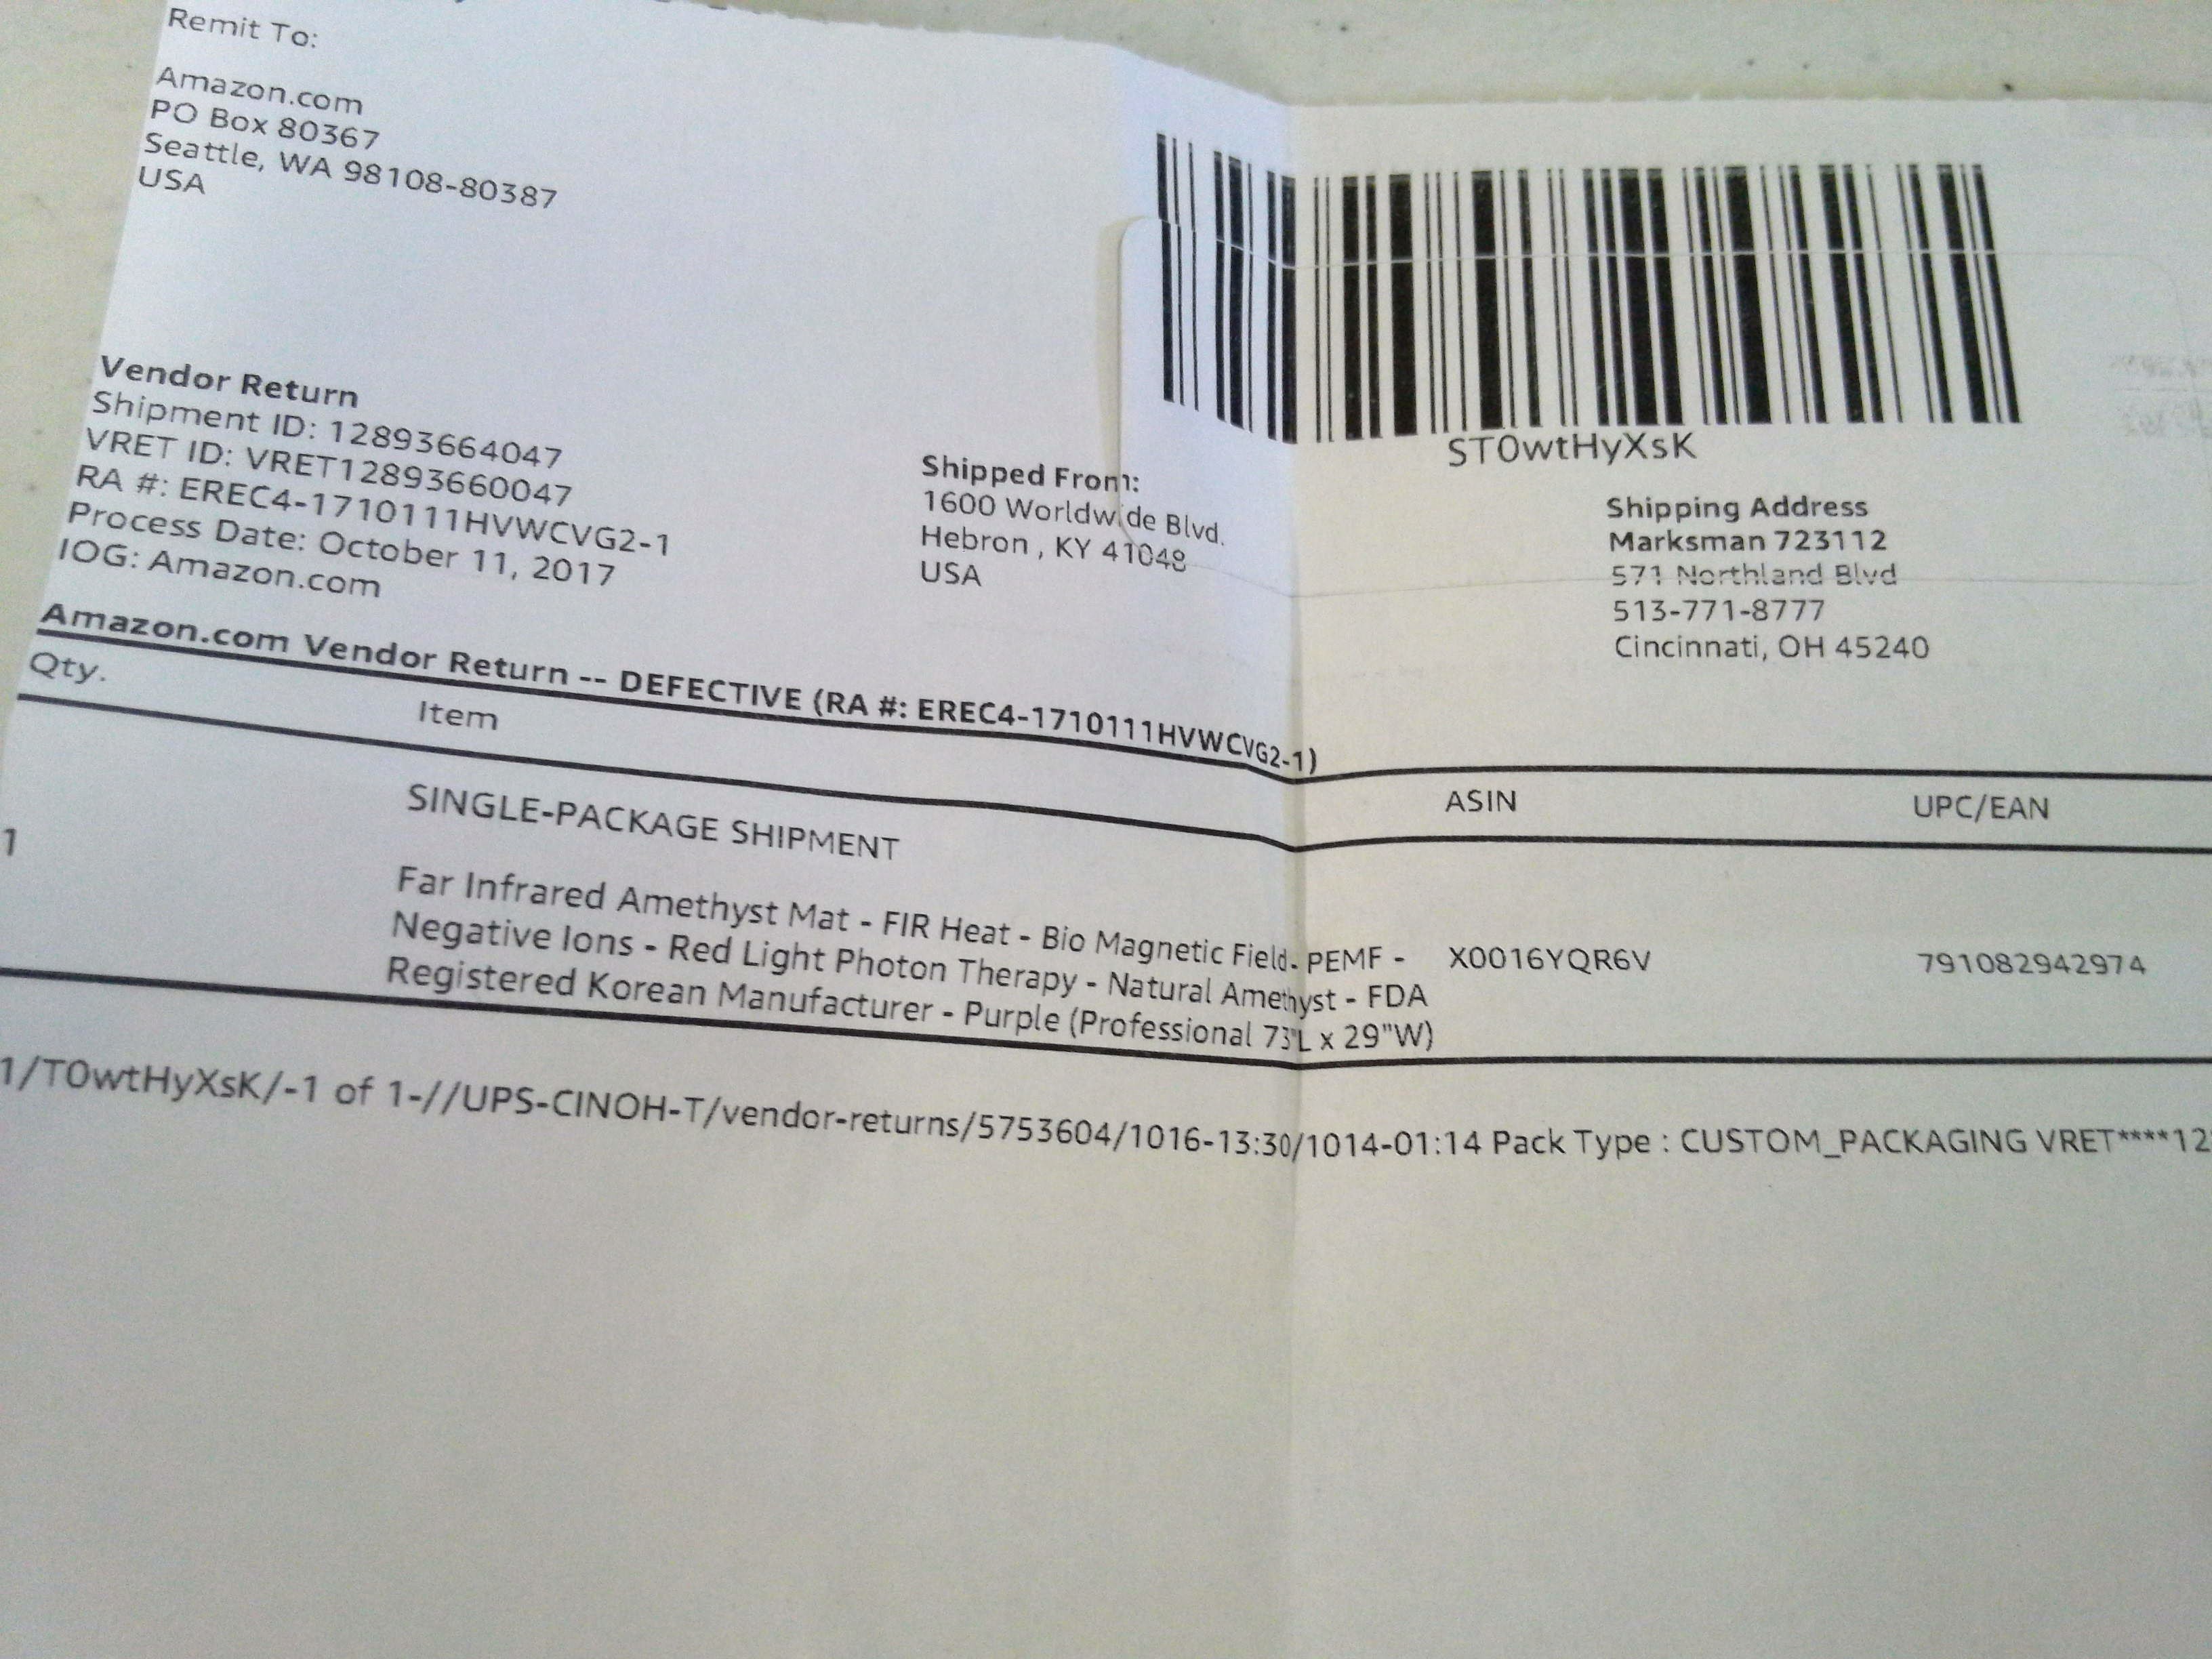 Remit To:
Amazon.com
PO Box 80367
Seattle, WA 98108-80387
USA
ST0wtHyXsK
Vendor Return
Shipment ID: 12893664047
VRET ID: VRET12893660047
RA #: EREC4-1710111HVWCVG2-1
Process Date: October 11, 2017
IOG: Amazon.com
Shipped From:
1600 Worldwide Blvd.
Hebron , KY 41048
USA
Shipping Address
Marksman 723112
571 Northland Blvd
513-771-8777
Cincinnati, OH 45240
Amazon.com Vendor Return -- DEFECTIVE (RA #: EREC4-1710111HVWCVG2-1)
Qty. Item ASIN UPC/EAN
SINGLE-PACKAGE SHIPMENT
1
Far Infrared Amethyst Mat - FIR Heat - Bio Magnetic Field. PEMF - X0016YQR6V 791082942974
Negative Ions - Red Light Photon Therapy - Natural Amethyst - FDA
Registered Korean Manufacturer - Purple (Professional 73"L x 29"W)
1/T0wtHyXsK/-1 of 1-//UPS-CINOH-T/vendor-returns/5753604/1016-13:30/1014-01:14 Pack Type : CUSTOM_PACKAGING VRET****12